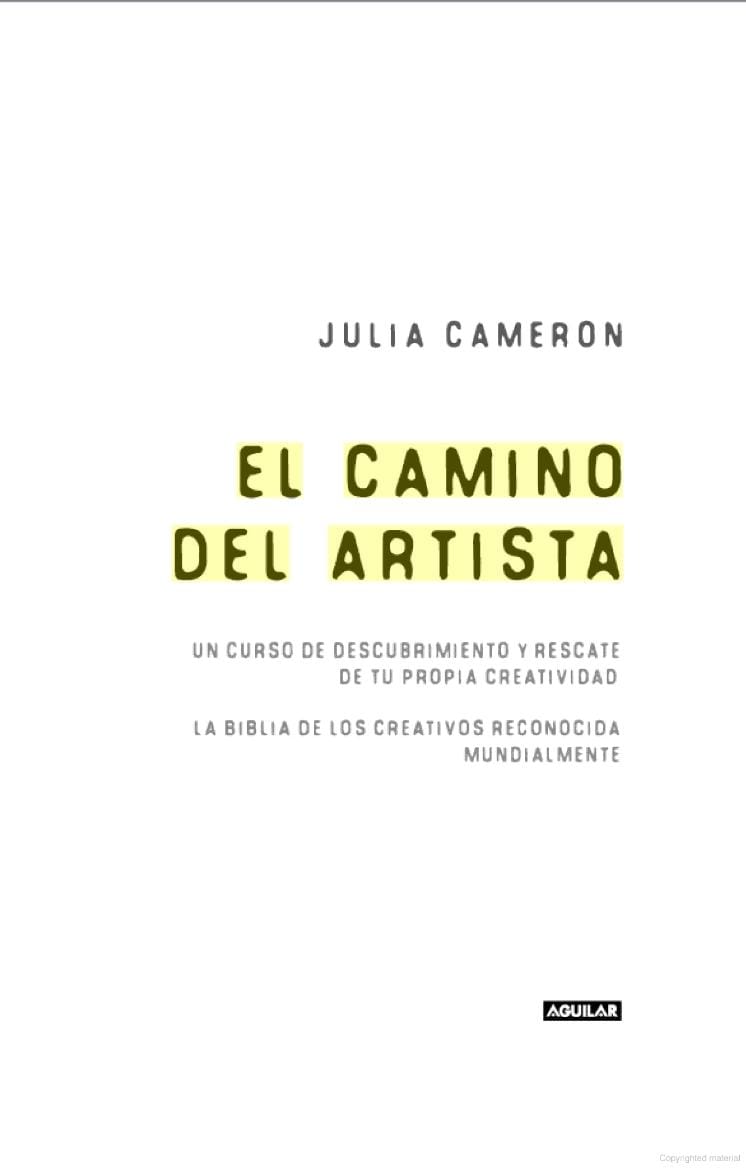 JULIA CAMERON
EL CAMINO
DEL ARTISTA
UN CURSO DE DESCUBRIMIENTO Y RESCATE
DE TU PROPIA CREATIVIDAD
LA BIBLIA DE LOS CREATIVOS RECONOCIDA
MUNDIALMENTE
AGUILAR
Copyrighted material